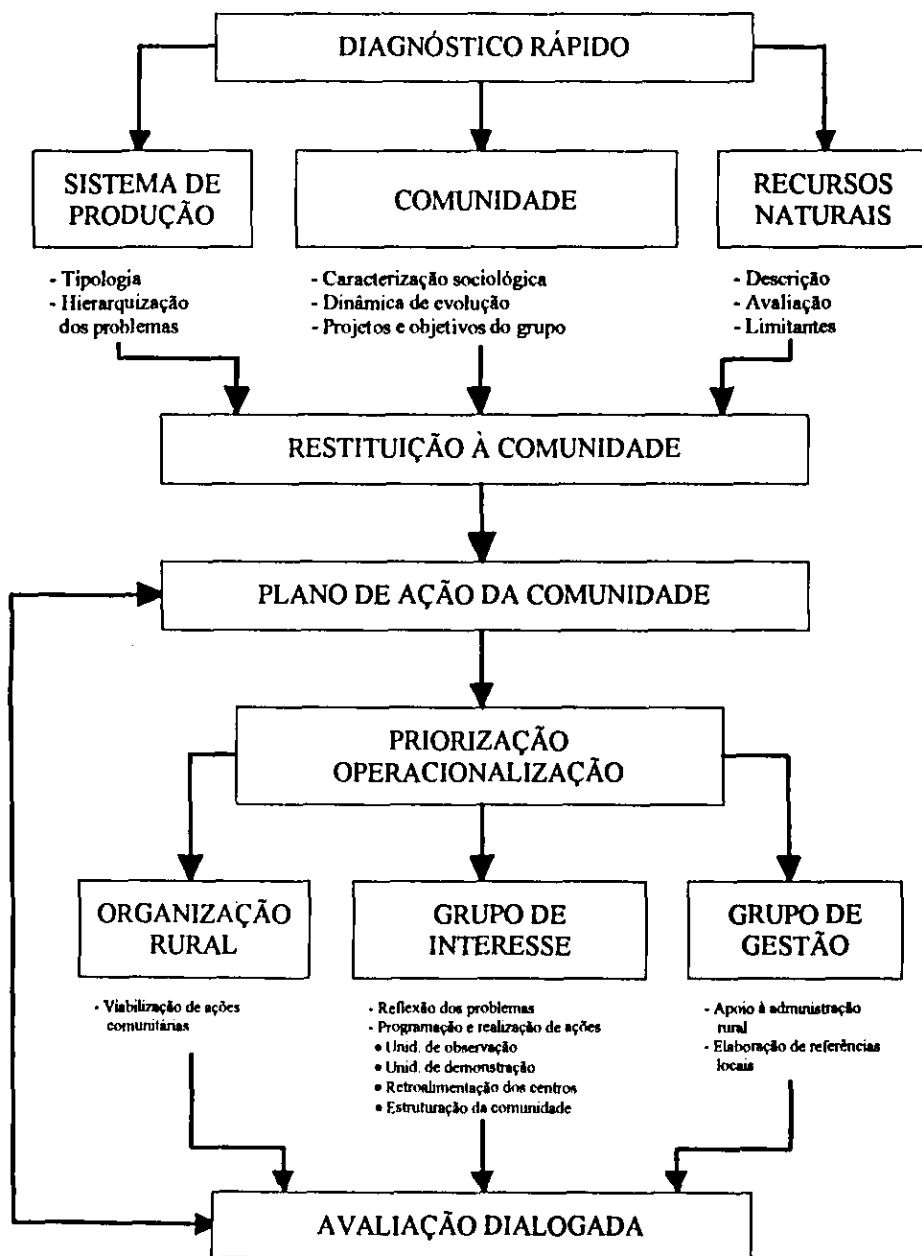 DIAGNÓSTICO RÁPIDO
SISTEMA DE
PRODUÇÃO
COMUNIDADE
RECURSOS
NATURAIS
- Tipologia
- Hierarquização
dos problemas
- Caracterização sociológica
- Dinâmica de evolução
- Projetos e objetivos do grupo
- Descrição
- Avaliação
- Limitantes
RESTITUIÇÃO À COMUNIDADE
PLANO DE AÇÃO DA COMUNIDADE
PRIORIZAÇÃO
OPERACIONALIZAÇÃO
ORGANIZAÇÃO
RURAL
GRUPO DE
INTERESSE
GRUPO DE
GESTÃO
- Viabilização de ações
comunitárias
- Reflexão dos problemas
- Programação e realização de ações
• Unid. de observação
• Unid. de demonstração
• Retroalimentação dos centros
• Estruturação da comunidade
- Apoio à administração
rural
- Elaboração de referências
locais
AVALIAÇÃO DIALOGADA